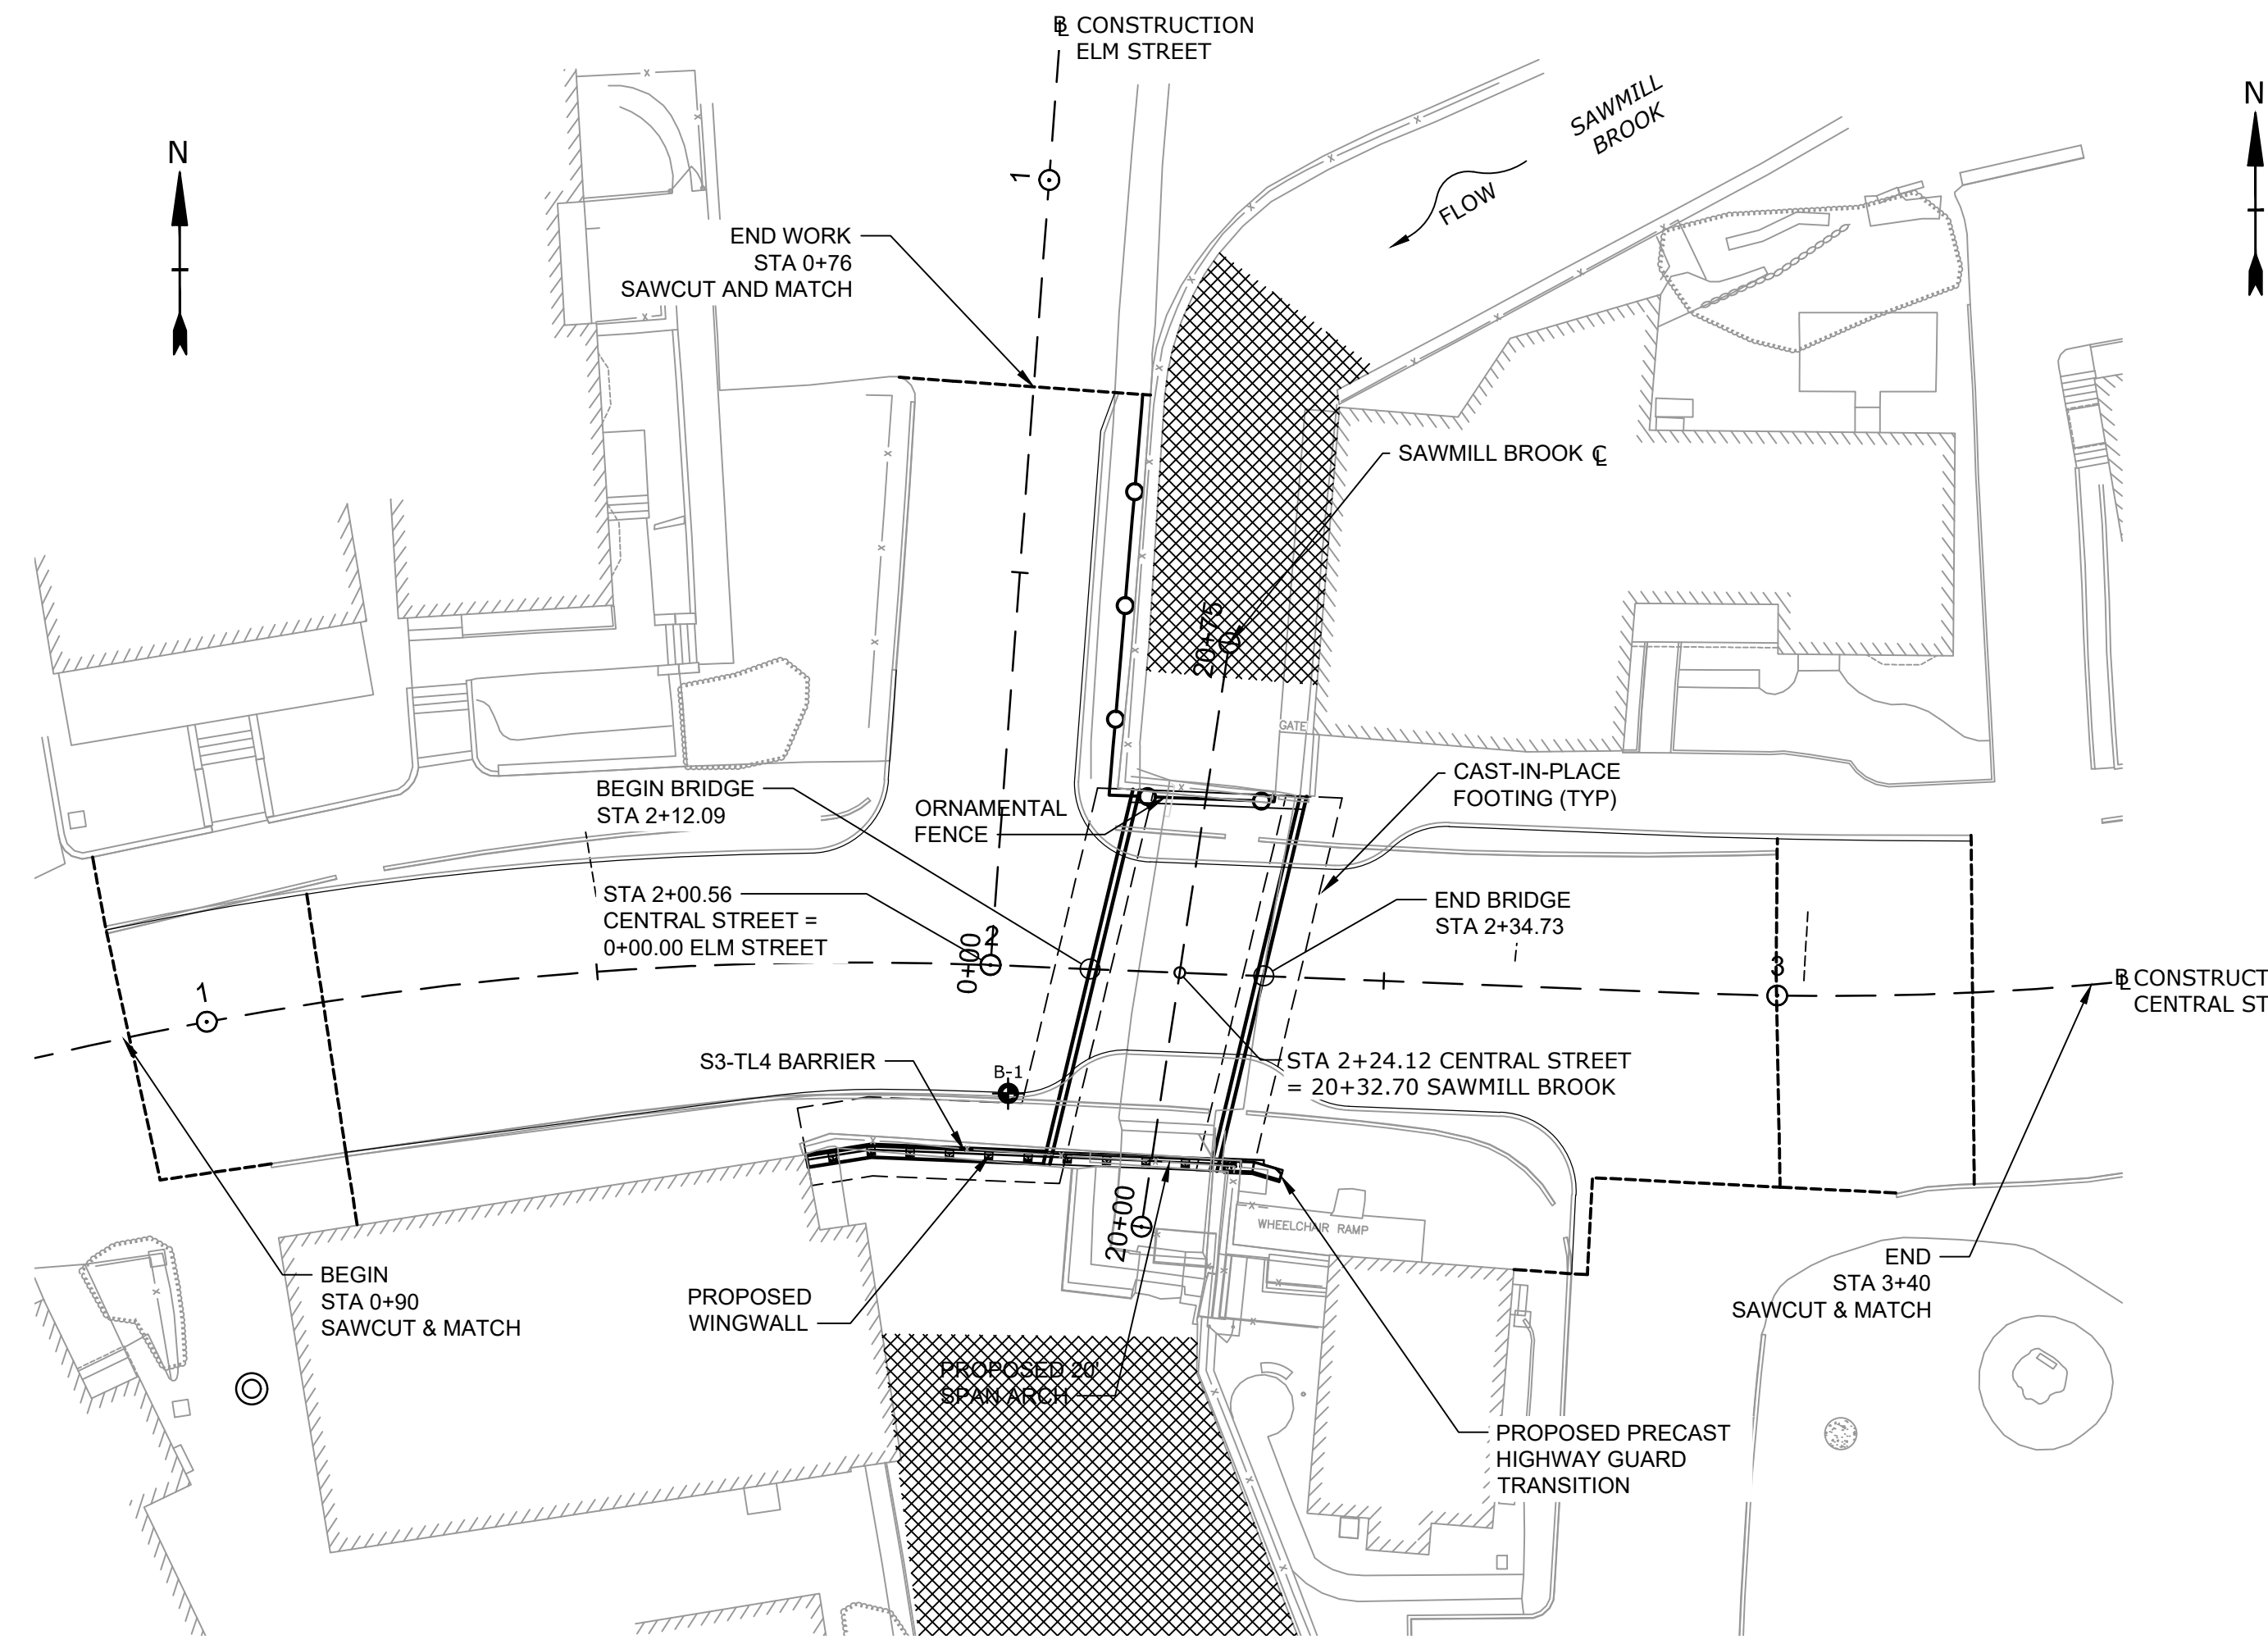 ℄ CONSTRUCTION
ELM STREET
SAWMILL
BROOK
N
N
1
FLOW
END WORK
STA 0+76
SAWCUT AND MATCH
SAWMILL BROOK ℄
20+75
GATE
BEGIN BRIDGE
STA 2+12.09
ORNAMENTAL
FENCE
CAST-IN-PLACE
FOOTING (TYP)
STA 2+00.56
CENTRAL STREET =
0+00.00 ELM STREET
END BRIDGE
STA 2+34.73
2
0+00
3
1
BL CONSTRUCT
CENTRAL ST
S3-TL4 BARRIER
B-1
STA 2+24.12 CENTRAL STREET
= 20+32.70 SAWMILL BROOK
20+00
WHEELCHAIR RAMP
BEGIN
STA 0+90
SAWCUT & MATCH
PROPOSED
WINGWALL
END
STA 3+40
SAWCUT & MATCH
PROPOSED 20'
SPAN ARCH
PROPOSED PRECAST
HIGHWAY GUARD
TRANSITION